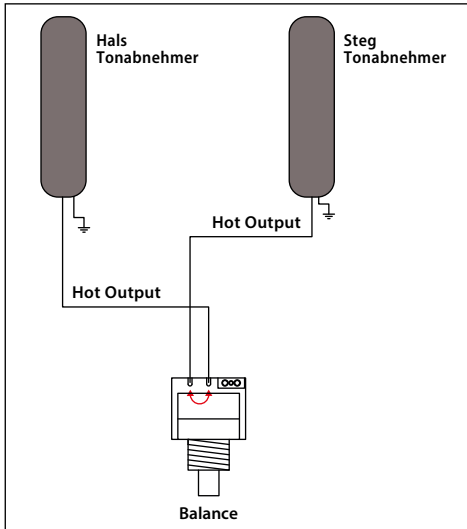 Hals
Tonabnehmer
Steg
Tonabnehmer
Hot Output
Hot Output
Balance